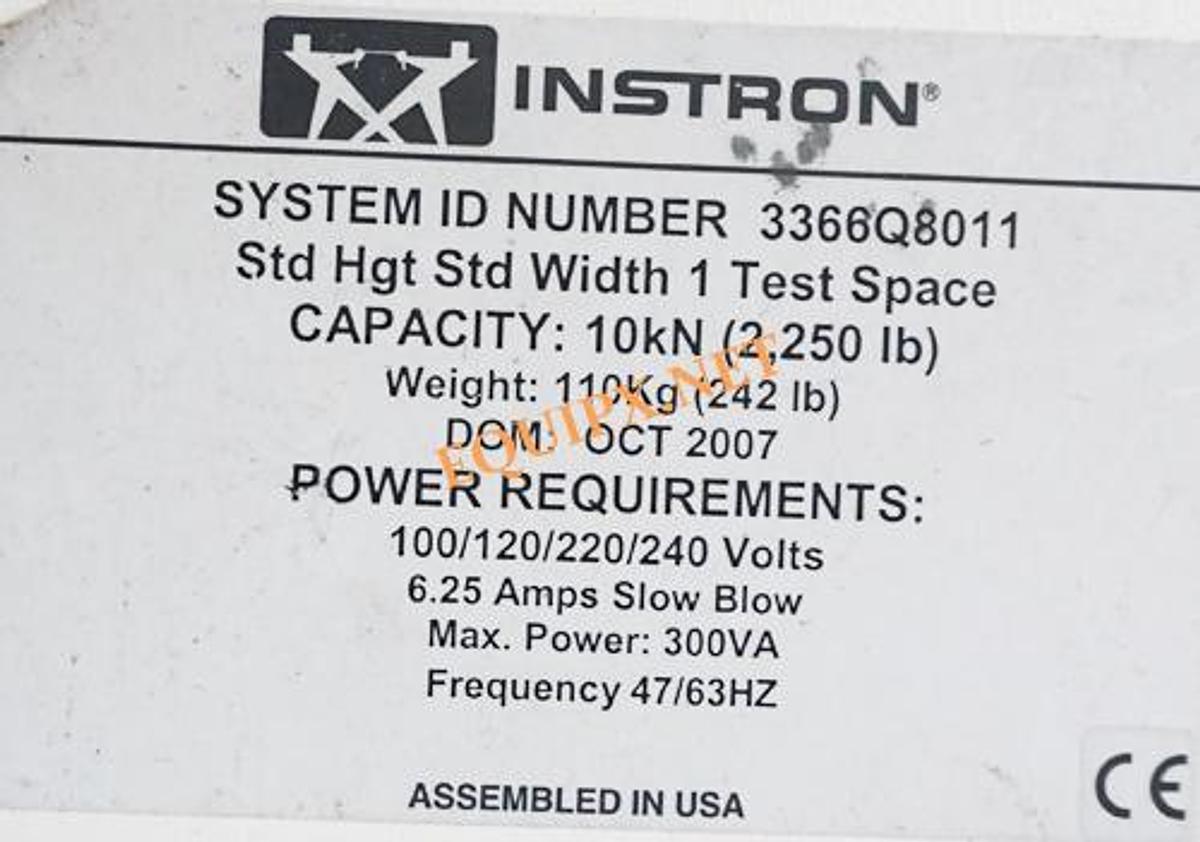 INSTRON®
SYSTEM ID NUMBER 3366Q8011
Std Hgt Std Width 1 Test Space
CAPACITY: 10kN (2,250 lb)
Weight: 110Kg (242 lb)
DOM: OCT 2007
EQUIPX.NET
POWER REQUIREMENTS:
100/120/220/240 Volts
6.25 Amps Slow Blow
Max. Power: 300VA
Frequency 47/63HZ
ASSEMBLED IN USA
CE